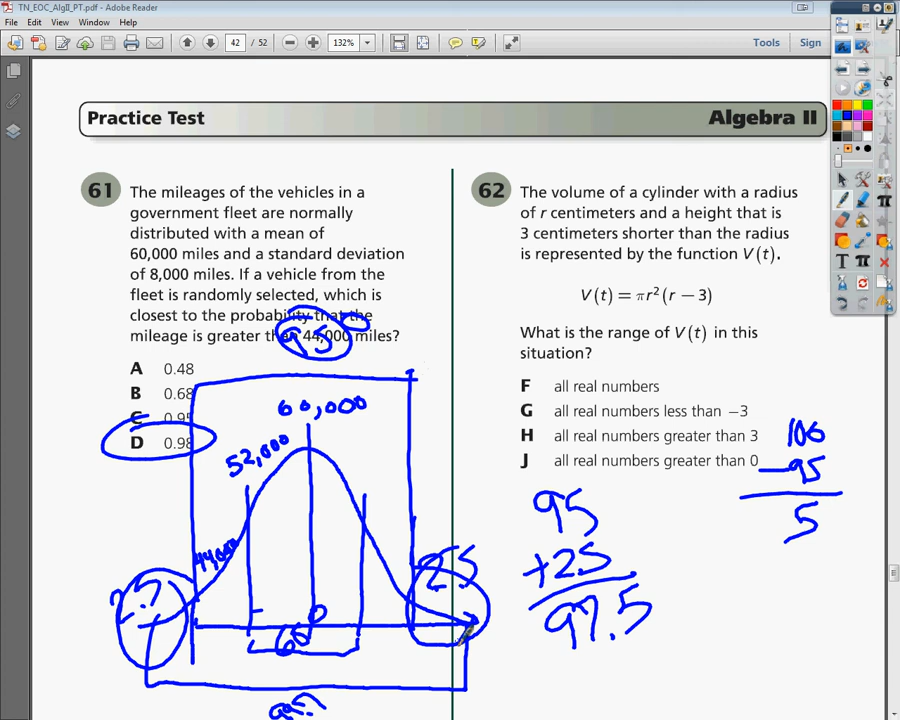 TN_EOC_AlgII_PT.pdf - Adobe Reader
File Edit View Window Help
42 / 52 132% Tools Sign
Practice Test Algebra II
61 The mileages of the vehicles in a
government fleet are normally
distributed with a mean of
60,000 miles and a standard deviation
of 8,000 miles. If a vehicle from the
fleet is randomly selected, which is
closest to the probability that the
mileage is greater than 44,000 miles?
A 0.48
B 0.68
C 0.95
D 0.98
95
60,000
52,000
44,000
2.5
25
68
62 The volume of a cylinder with a radius
of r centimeters and a height that is
3 centimeters shorter than the radius
is represented by the function V(t).
V(t) = πr²(r − 3)
What is the range of V(t) in this
situation?
F all real numbers
G all real numbers less than −3
H all real numbers greater than 3
J all real numbers greater than 0
100
−95
5
95
+25
97.5